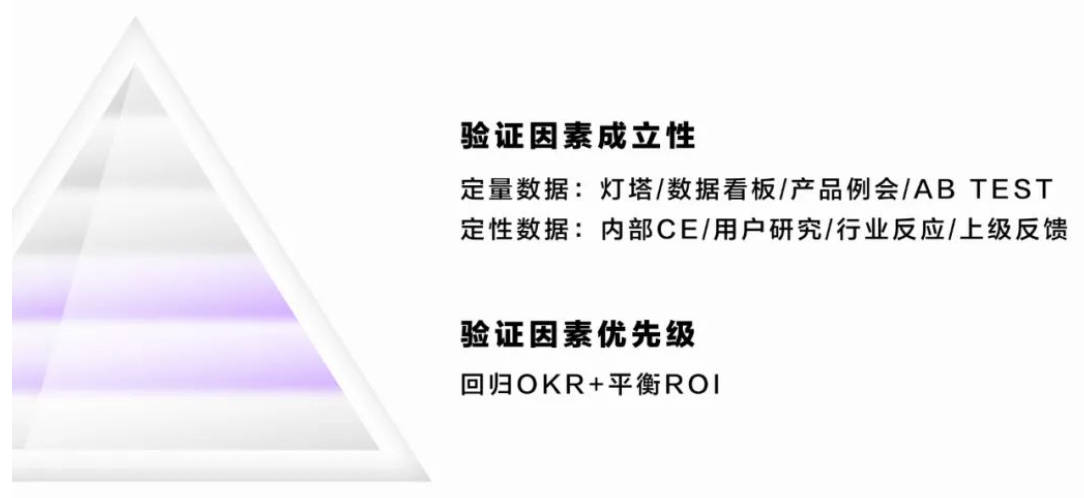 验证因素成立性
定量数据：灯塔/数据看板/产品例会/AB TEST
定性数据：内部CE/用户研究/行业反应/上级反馈
验证因素优先级
回归OKR+平衡ROI